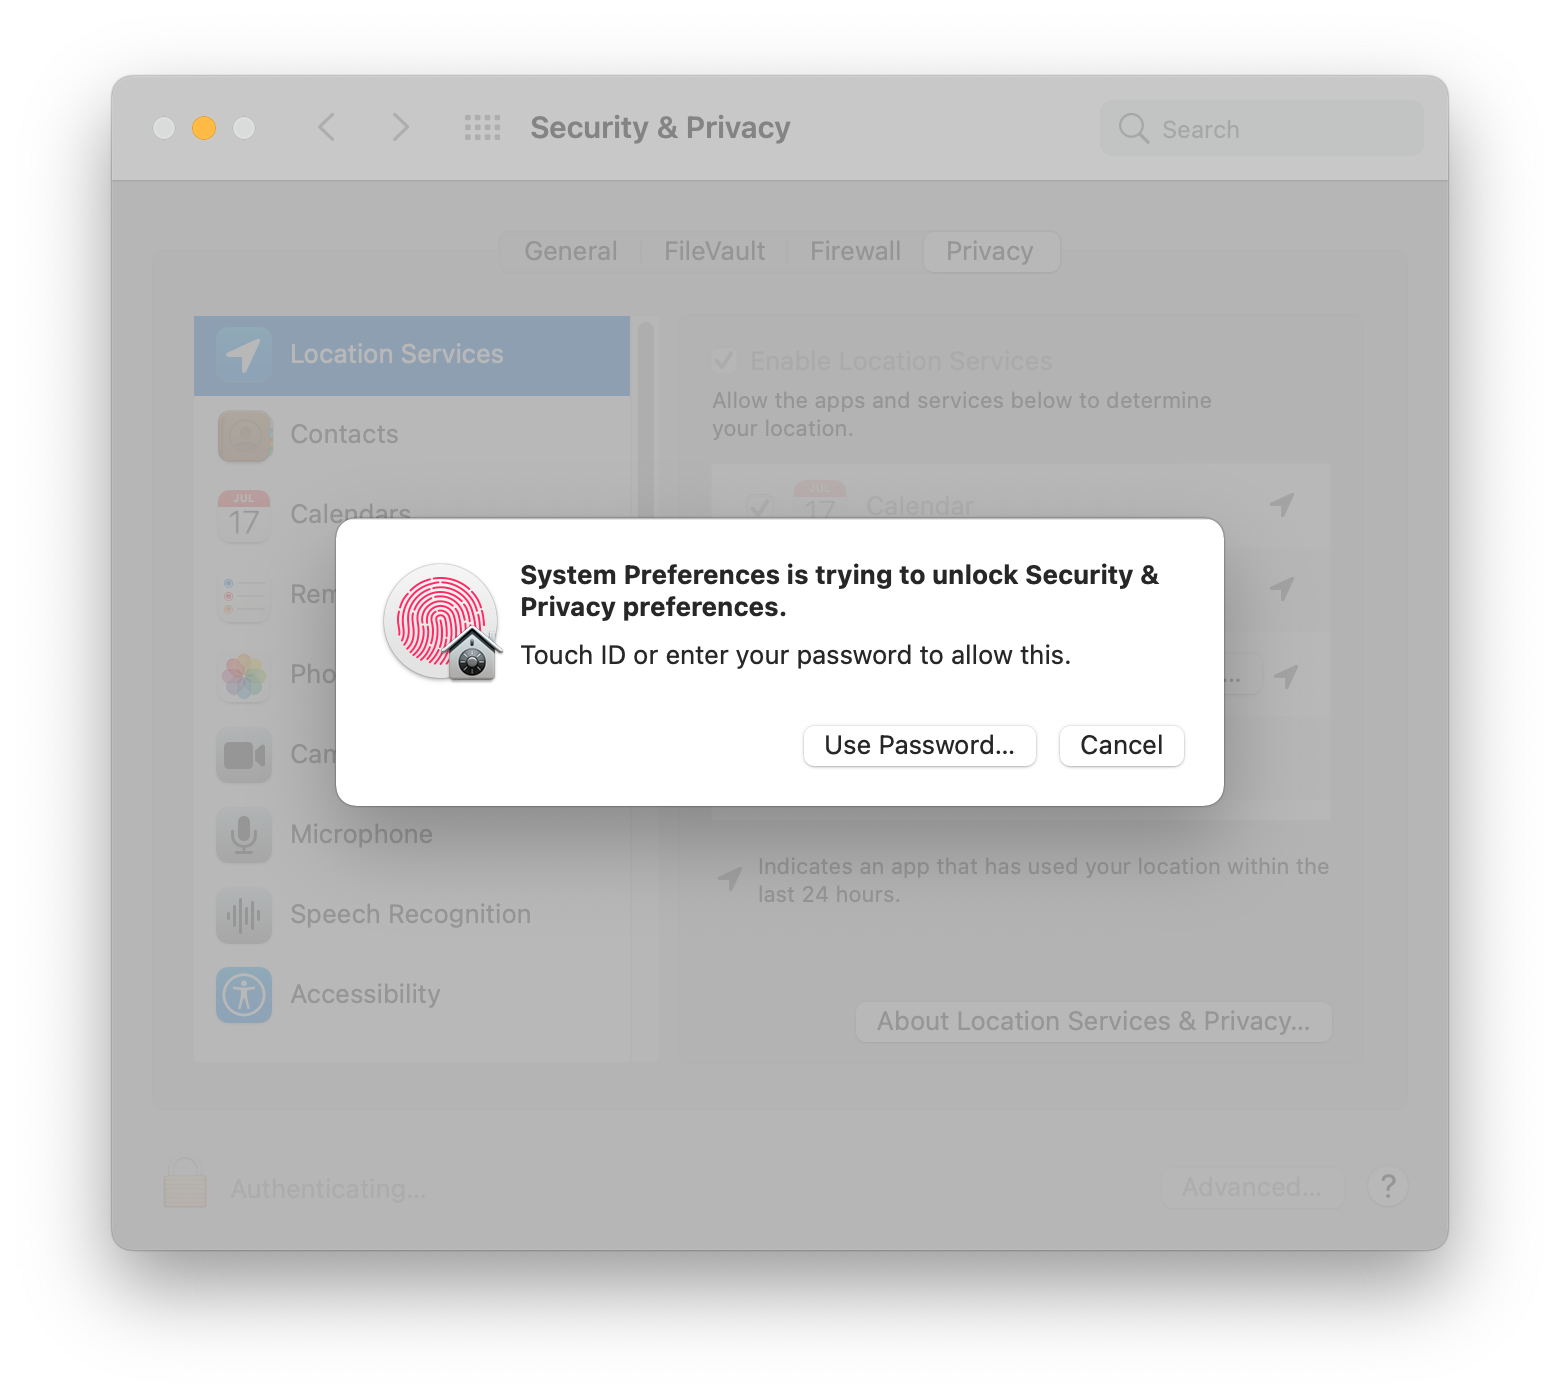 Security & Privacy
Search
General
FileVault
Firewall
Privacy
Location Services
Contacts
JUL
17
Calendars
Rem
Pho
Cam
Microphone
Speech Recognition
Accessibility
Enable Location Services
Allow the apps and services below to determine
your location.
JUL
17
Calendar
...
System Preferences is trying to unlock Security &
Privacy preferences.
Touch ID or enter your password to allow this.
Use Password...
Cancel
Indicates an app that has used your location within the
last 24 hours.
About Location Services & Privacy...
Authenticating...
Advanced...
?